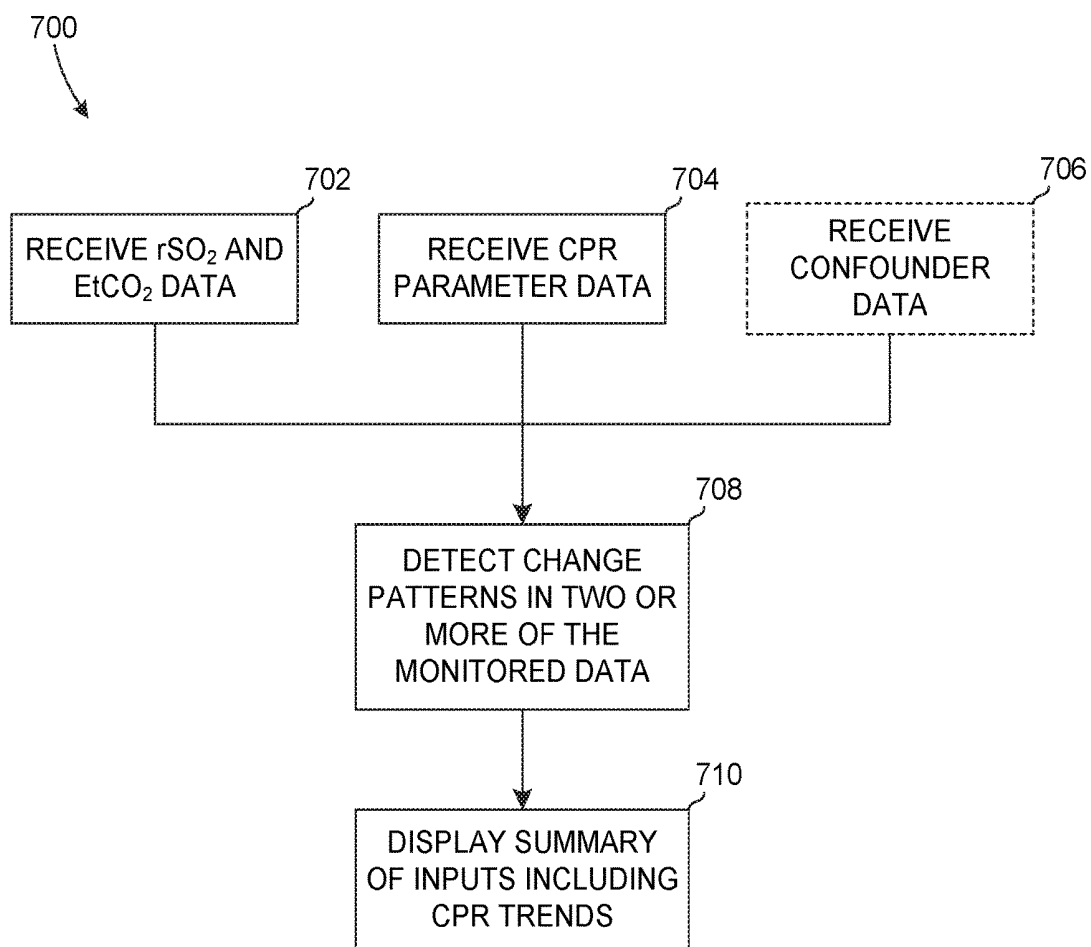 700
702
RECEIVE rSO₂ AND
EtCO₂ DATA
704
RECEIVE CPR
PARAMETER DATA
706
RECEIVE
CONFOUNDER
DATA
708
DETECT CHANGE
PATTERNS IN TWO OR
MORE OF THE
MONITORED DATA
710
DISPLAY SUMMARY
OF INPUTS INCLUDING
CPR TRENDS